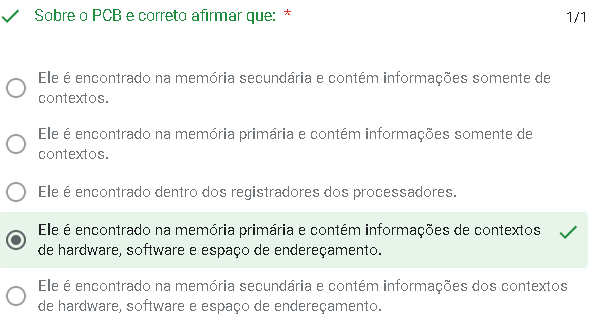 Sobre o PCB e correto afirmar que: *
1/1
Ele é encontrado na memória secundária e contém informações somente de
contextos.
Ele é encontrado na memória primária e contém informações somente de
contextos.
Ele é encontrado dentro dos registradores dos processadores.
Ele é encontrado na memória primária e contém informações de contextos
de hardware, software e espaço de endereçamento.
Ele é encontrado na memória secundária e contém informações dos contextos
de hardware, software e espaço de endereçamento.